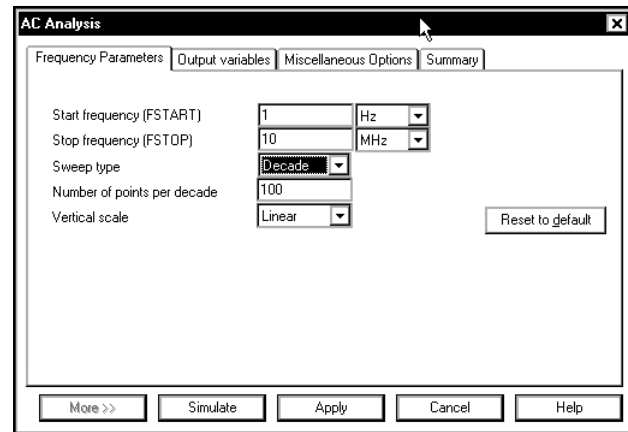 AC Analysis
Frequency Parameters Output variables Miscellaneous Options Summary
Start frequency (FSTART) 1 Hz
Stop frequency (FSTOP) 10 MHz
Sweep type Decade
Number of points per decade 100
Vertical scale Linear
Reset to default
More >> Simulate Apply Cancel Help